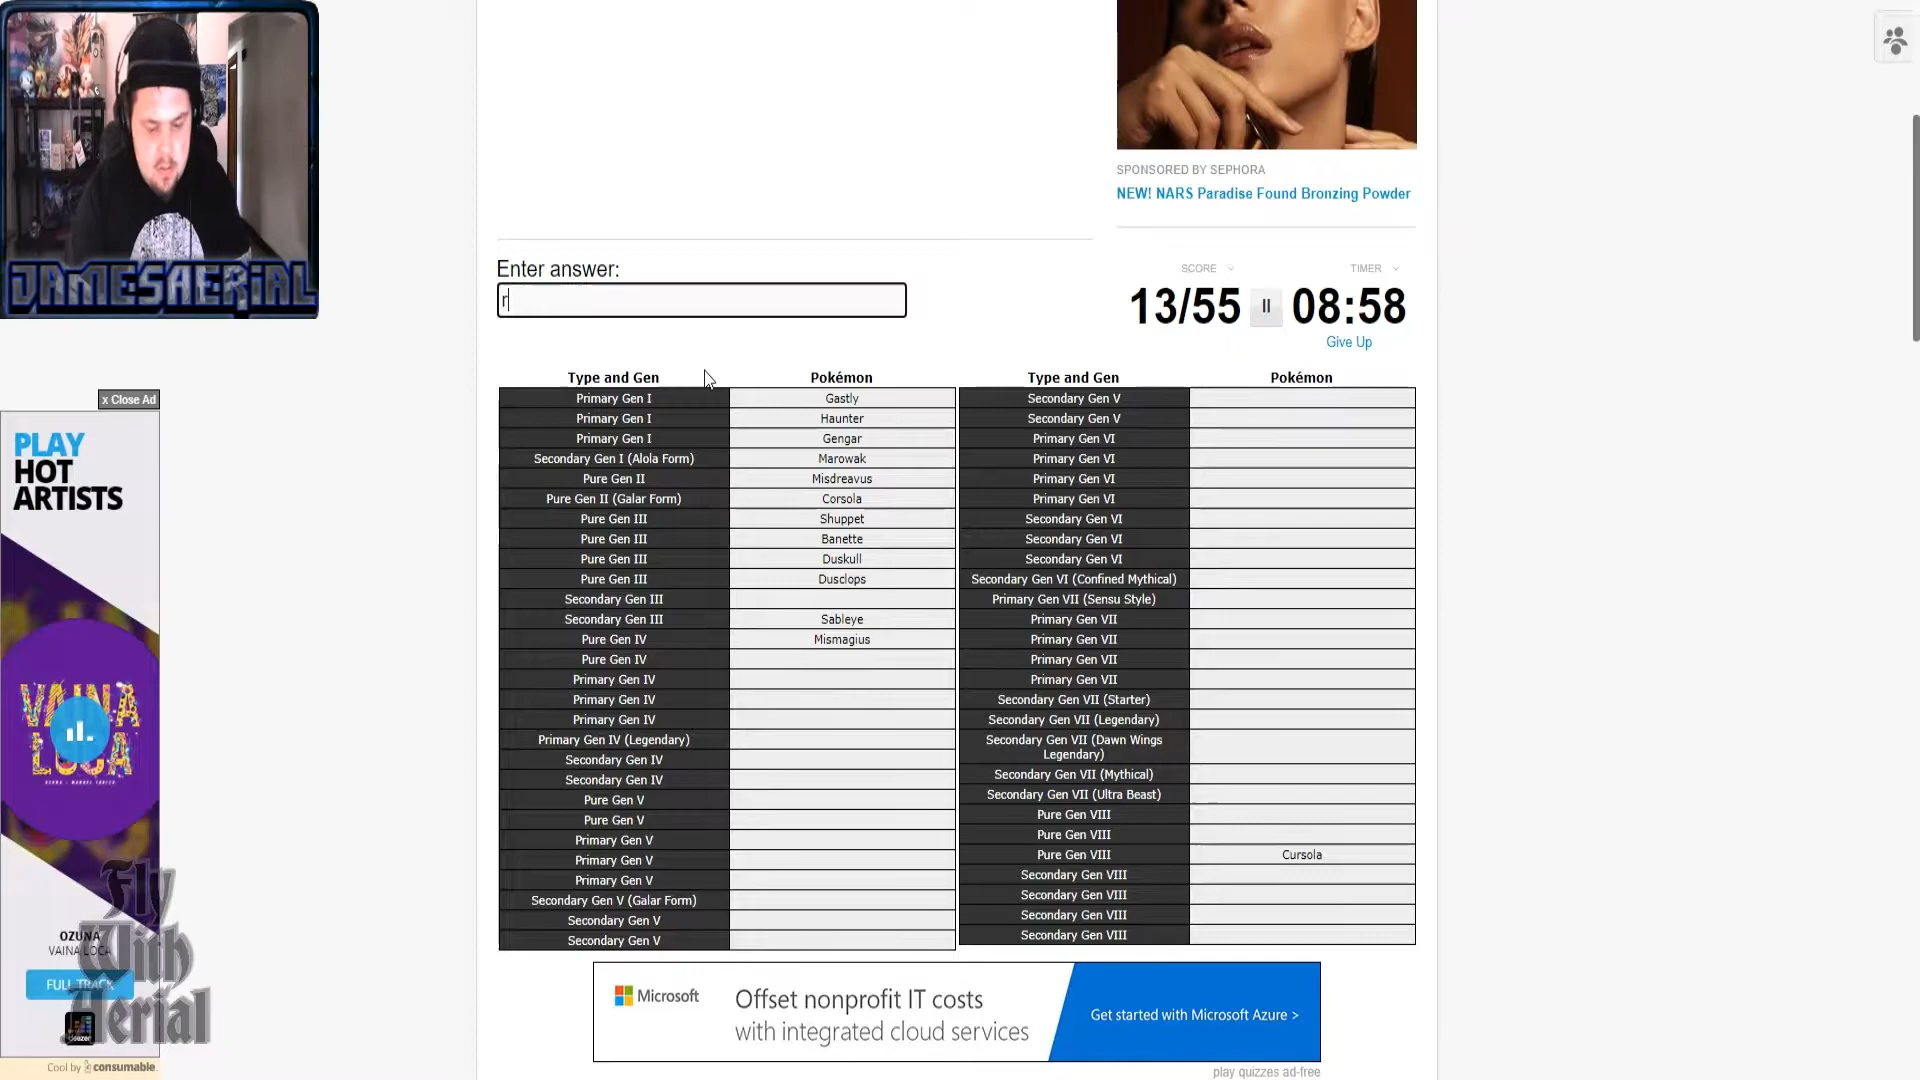 JAMESAERIAL
SPONSORED BY SEPHORA
NEW! NARS Paradise Found Bronzing Powder
Enter answer:
r
SCORE
TIMER
13/55
08:58
Give Up
Type and Gen Pokémon
Primary Gen I Gastly
Primary Gen I Haunter
Primary Gen I Gengar
Secondary Gen I (Alola Form) Marowak
Pure Gen II Misdreavus
Pure Gen II (Galar Form) Corsola
Pure Gen III Shuppet
Pure Gen III Banette
Pure Gen III Duskull
Pure Gen III Dusclops
Secondary Gen III
Secondary Gen III Sableye
Pure Gen IV Mismagius
Pure Gen IV
Primary Gen IV
Primary Gen IV
Primary Gen IV
Primary Gen IV (Legendary)
Secondary Gen IV
Secondary Gen IV
Pure Gen V
Pure Gen V
Primary Gen V
Primary Gen V
Primary Gen V
Secondary Gen V (Galar Form)
Secondary Gen V
Secondary Gen V
Type and Gen Pokémon
Secondary Gen V
Secondary Gen V
Primary Gen VI
Primary Gen VI
Primary Gen VI
Primary Gen VI
Secondary Gen VI
Secondary Gen VI
Secondary Gen VI
Secondary Gen VI (Confined Mythical)
Primary Gen VII (Sensu Style)
Primary Gen VII
Primary Gen VII
Primary Gen VII
Primary Gen VII
Secondary Gen VII (Starter)
Secondary Gen VII (Legendary)
Secondary Gen VII (Dawn Wings
Legendary)
Secondary Gen VII (Mythical)
Secondary Gen VII (Ultra Beast)
Pure Gen VIII
Pure Gen VIII
Pure Gen VIII Cursola
Secondary Gen VIII
Secondary Gen VIII
Secondary Gen VIII
Secondary Gen VIII
x Close Ad
PLAY
HOT
ARTISTS
VAINA
LOCA
OZUNA
VAINA LOCA
FULL TRACK
Fly
With
Aerial
Cool by consumable.
Microsoft
Offset nonprofit IT costs
with integrated cloud services
Get started with Microsoft Azure >
play quizzes ad-free